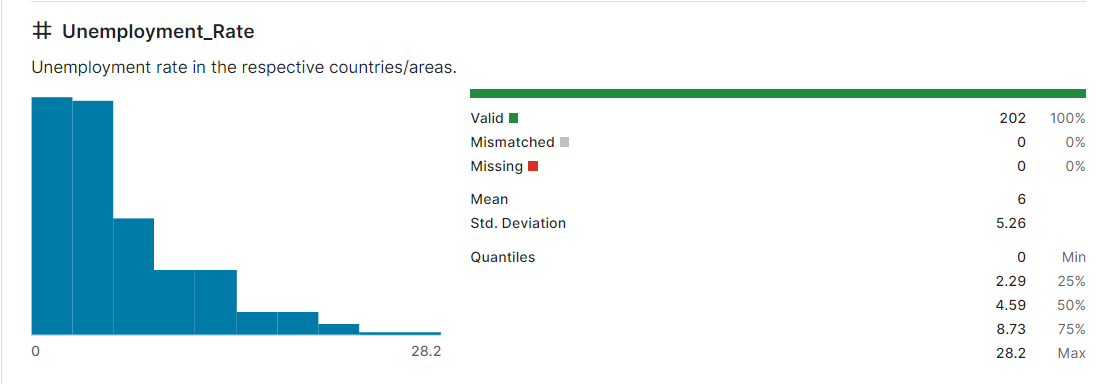 # Unemployment_Rate
Unemployment rate in the respective countries/areas.
0 28.2
Valid 202 100%
Mismatched 0 0%
Missing 0 0%
Mean 6
Std. Deviation 5.26
Quantiles 0 Min
2.29 25%
4.59 50%
8.73 75%
28.2 Max